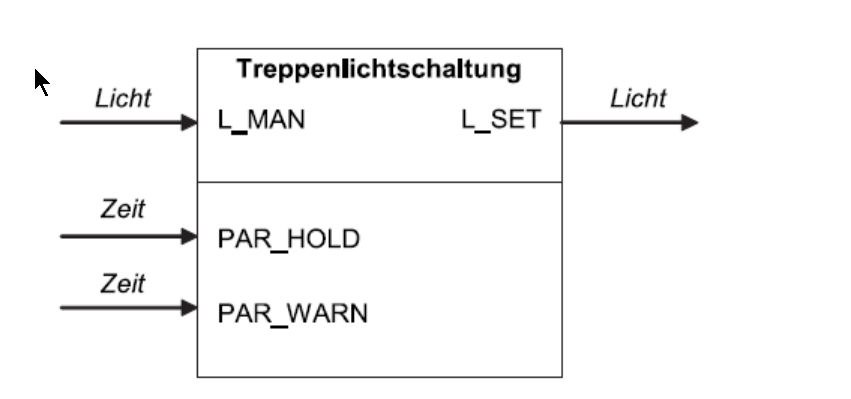 Treppenlichtschaltung
Licht
L_MAN
L_SET
Licht
Zeit
PAR_HOLD
Zeit
PAR_WARN